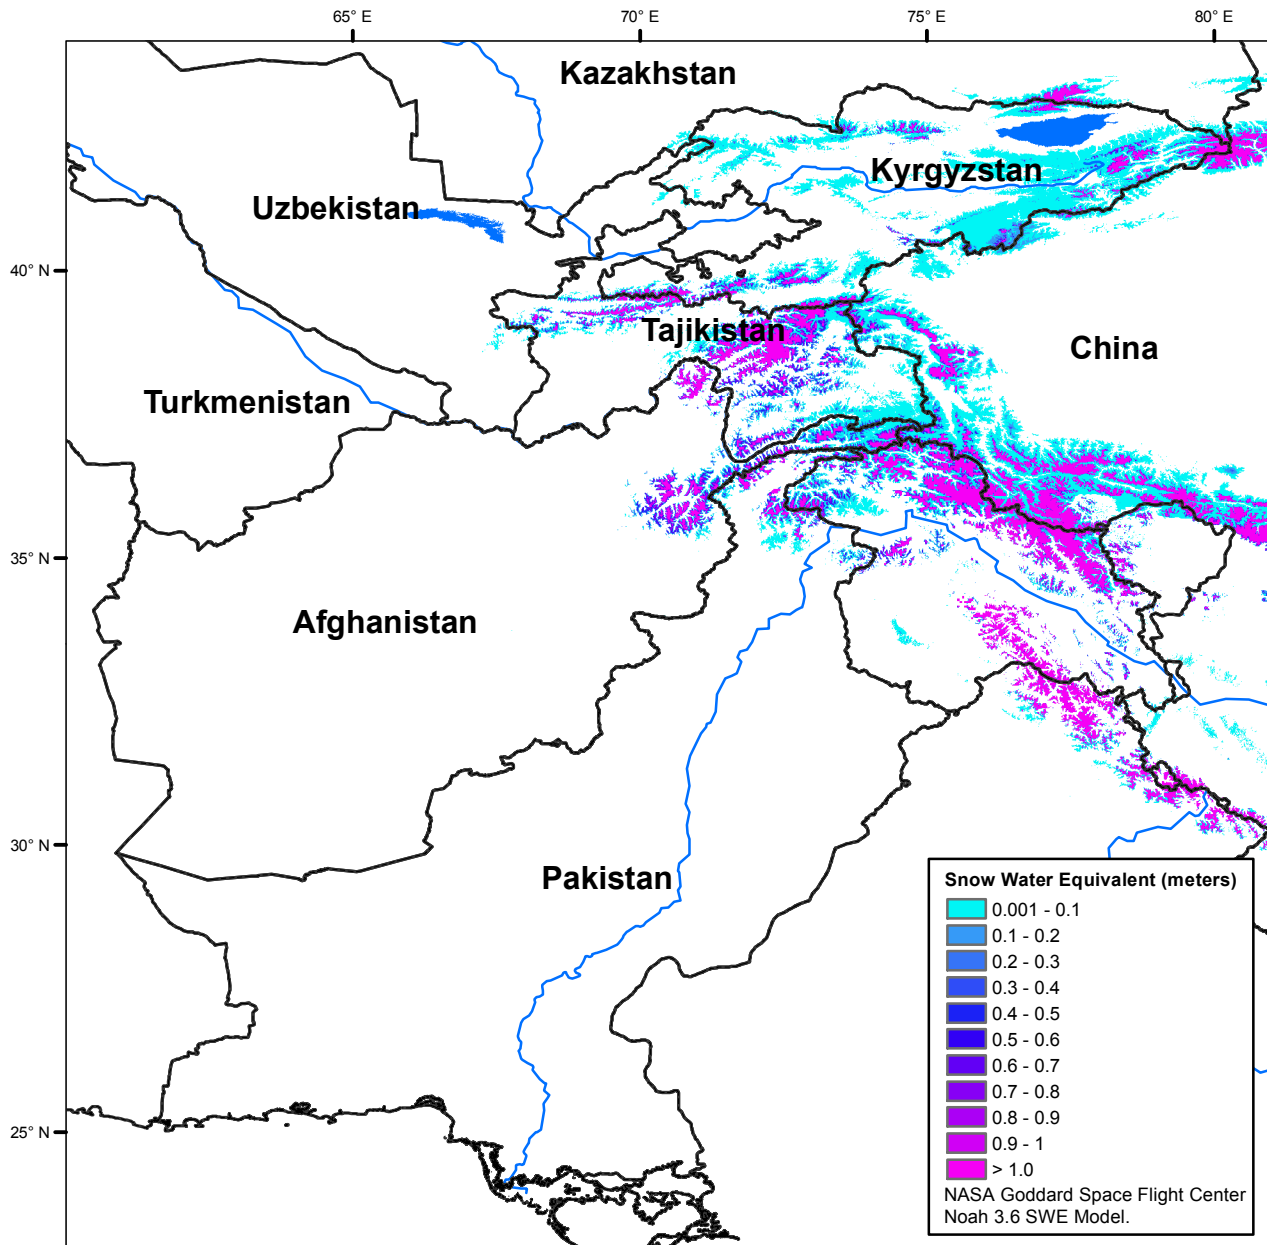 65° E
70° E
75° E
80° E
Kazakhstan
Kyrgyzstan
Uzbekistan
40° N
Tajikistan
China
Turkmenistan
35° N
Afghanistan
30° N
Pakistan
25° N
Snow Water Equivalent (meters)
0.001 - 0.1
0.1 - 0.2
0.2 - 0.3
0.3 - 0.4
0.4 - 0.5
0.5 - 0.6
0.6 - 0.7
0.7 - 0.8
0.8 - 0.9
0.9 - 1
> 1.0
NASA Goddard Space Flight Center
Noah 3.6 SWE Model.